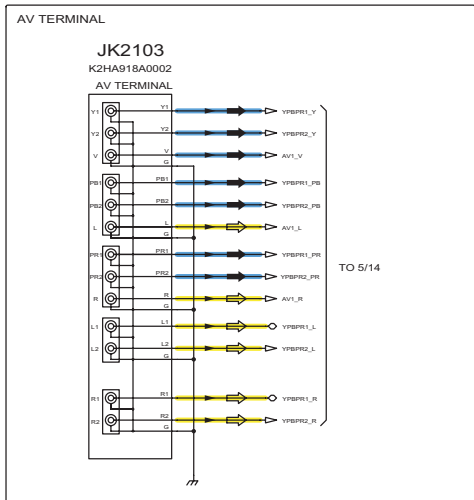 AV TERMINAL
JK2103
K2HA918A0002
AV TERMINAL
Y1 Y1 YPBPR1_Y
Y2 Y2 YPBPR2_Y
V V AV1_V
G
PB1 PB1 YPBPR1_PB
PB2 PB2 YPBPR2_PB
L L AV1_L
G
PR1 PR1 YPBPR1_PR
PR2 PR2 YPBPR2_PR
TO 5/14
R R AV1_R
G
L1 L1 YPBPR1_L
L2 L2 YPBPR2_L
G
R1 R1 YPBPR1_R
R2 R2 YPBPR2_R
G